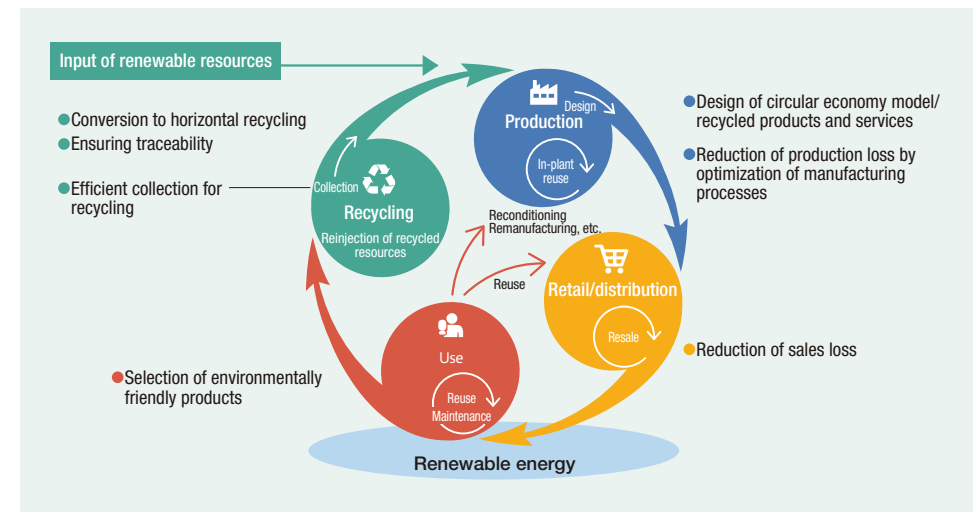 Input of renewable resources
●Conversion to horizontal recycling
●Ensuring traceability
●Efficient collection for
recycling
Collection
Recycling
Reinjection of recycled
resources
Design
Production
In-plant
reuse
●Design of circular economy model/
recycled products and services
●Reduction of production loss by
optimization of manufacturing
processes
Reconditioning
Remanufacturing, etc.
Reuse
Retail/distribution
Resale
●Reduction of sales loss
Use
Reuse
Maintenance
●Selection of environmentally
friendly products
Renewable energy